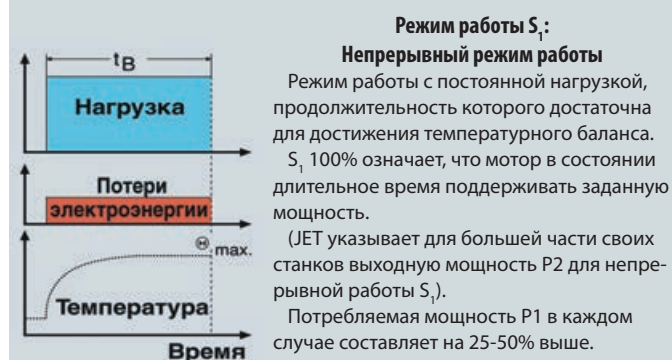 Режим работы S₁:
Непрерывный режим работы
Режим работы с постоянной нагрузкой,
продолжительность которого достаточна
для достижения температурного баланса.
S₁ 100% означает, что мотор в состоянии
длительное время поддерживать заданную
мощность.
(JET указывает для большей части своих
станков выходную мощность P2 для непре-
рывной работы S₁).
Потребляемая мощность P1 в каждом
случае составляет на 25-50% выше.
tB
Нагрузка
Потери
электроэнергии
Θ max.
Температура
Время